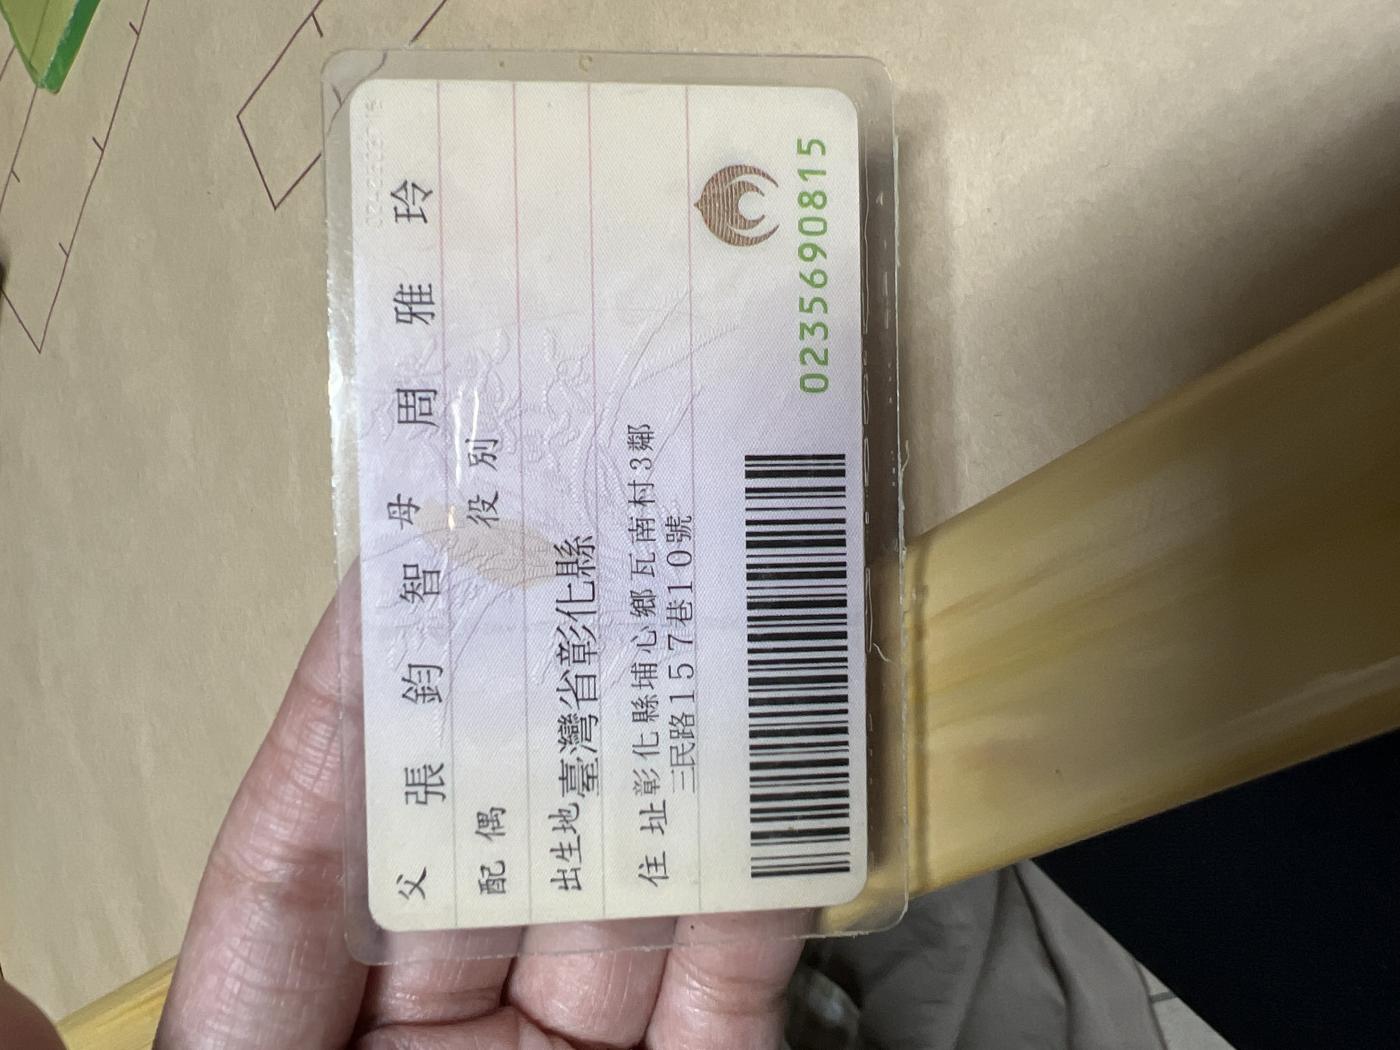 父 張鈞智 母 周雅玲
配偶 役別
出生地 臺灣省彰化縣
住址 彰化縣埔心鄉瓦南村3鄰
三民路157巷10號
0235690815